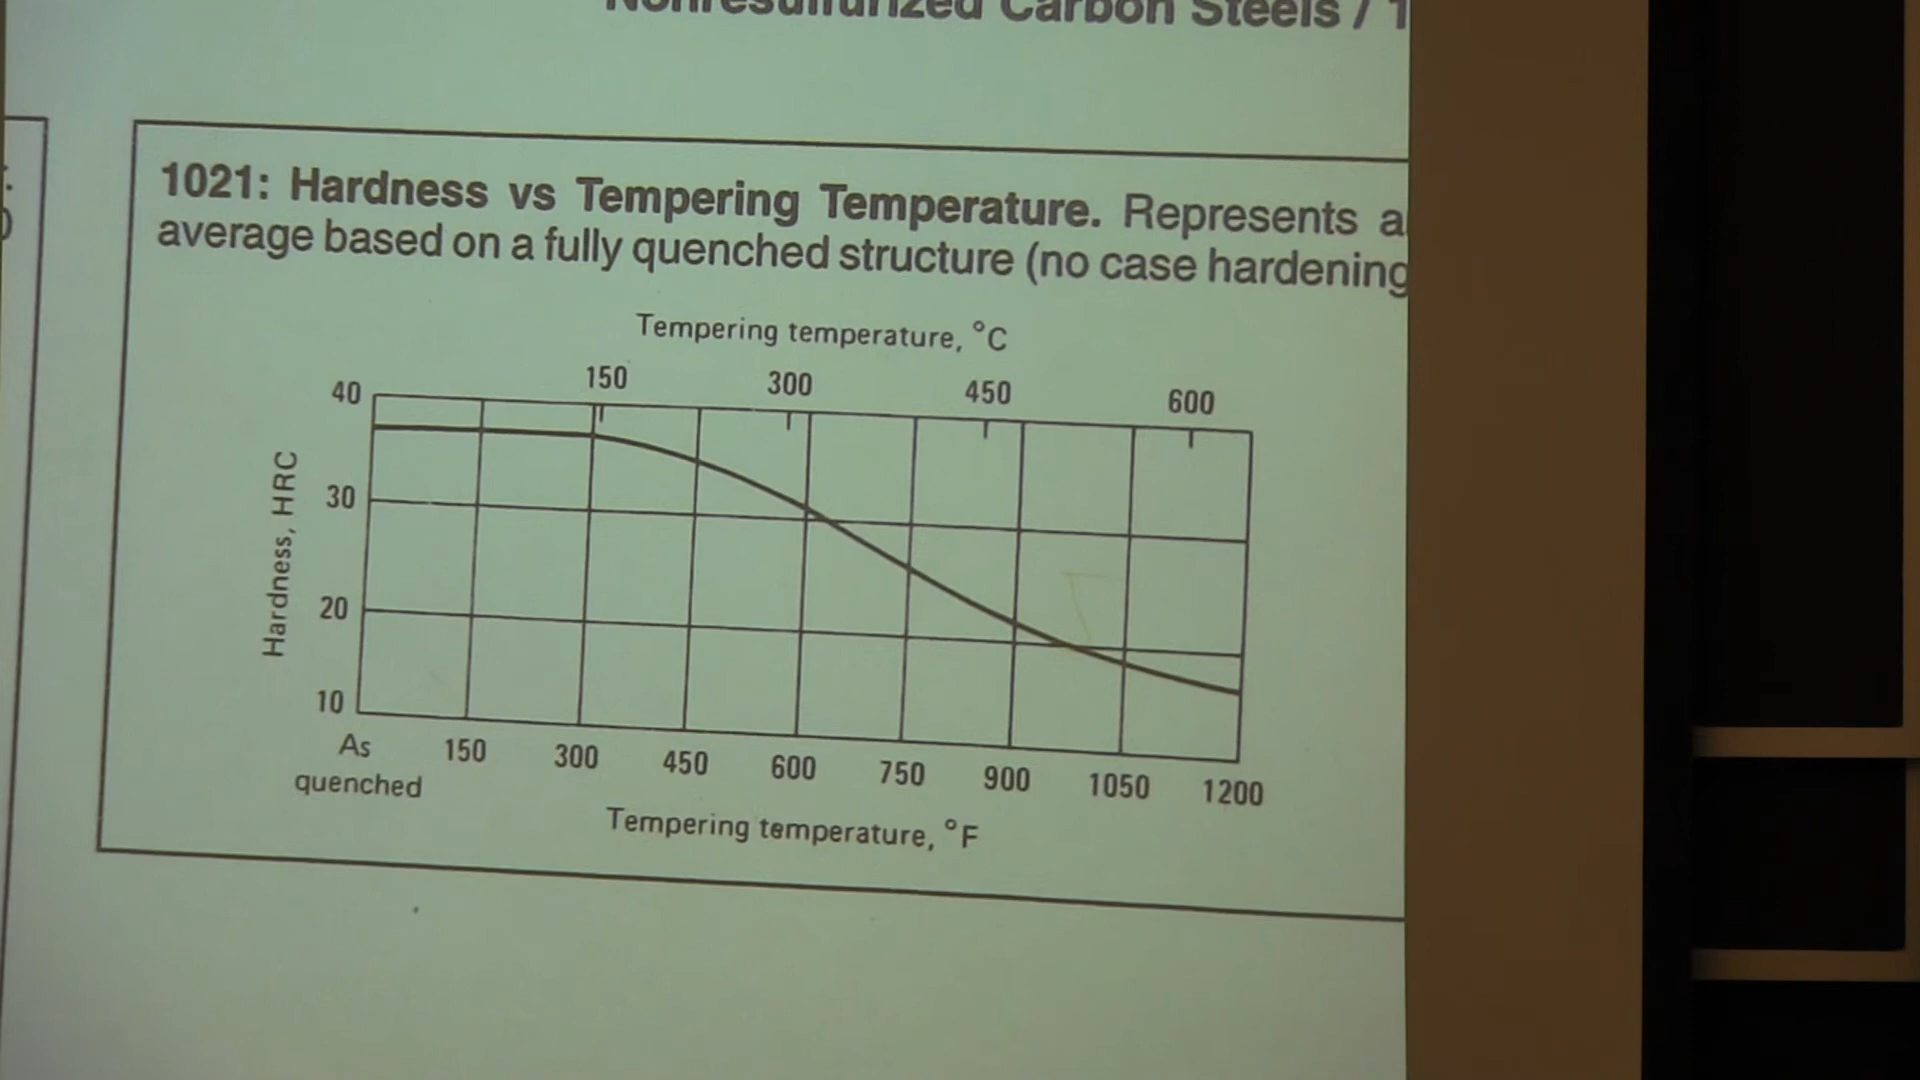 Nonresulfurized Carbon Steels / 1
1021: Hardness vs Tempering Temperature. Represents a
average based on a fully quenched structure (no case hardening
Tempering temperature, °C
150 300 450 600
40
30
20
10
Hardness, HRC
As quenched 150 300 450 600 750 900 1050 1200
Tempering temperature, °F